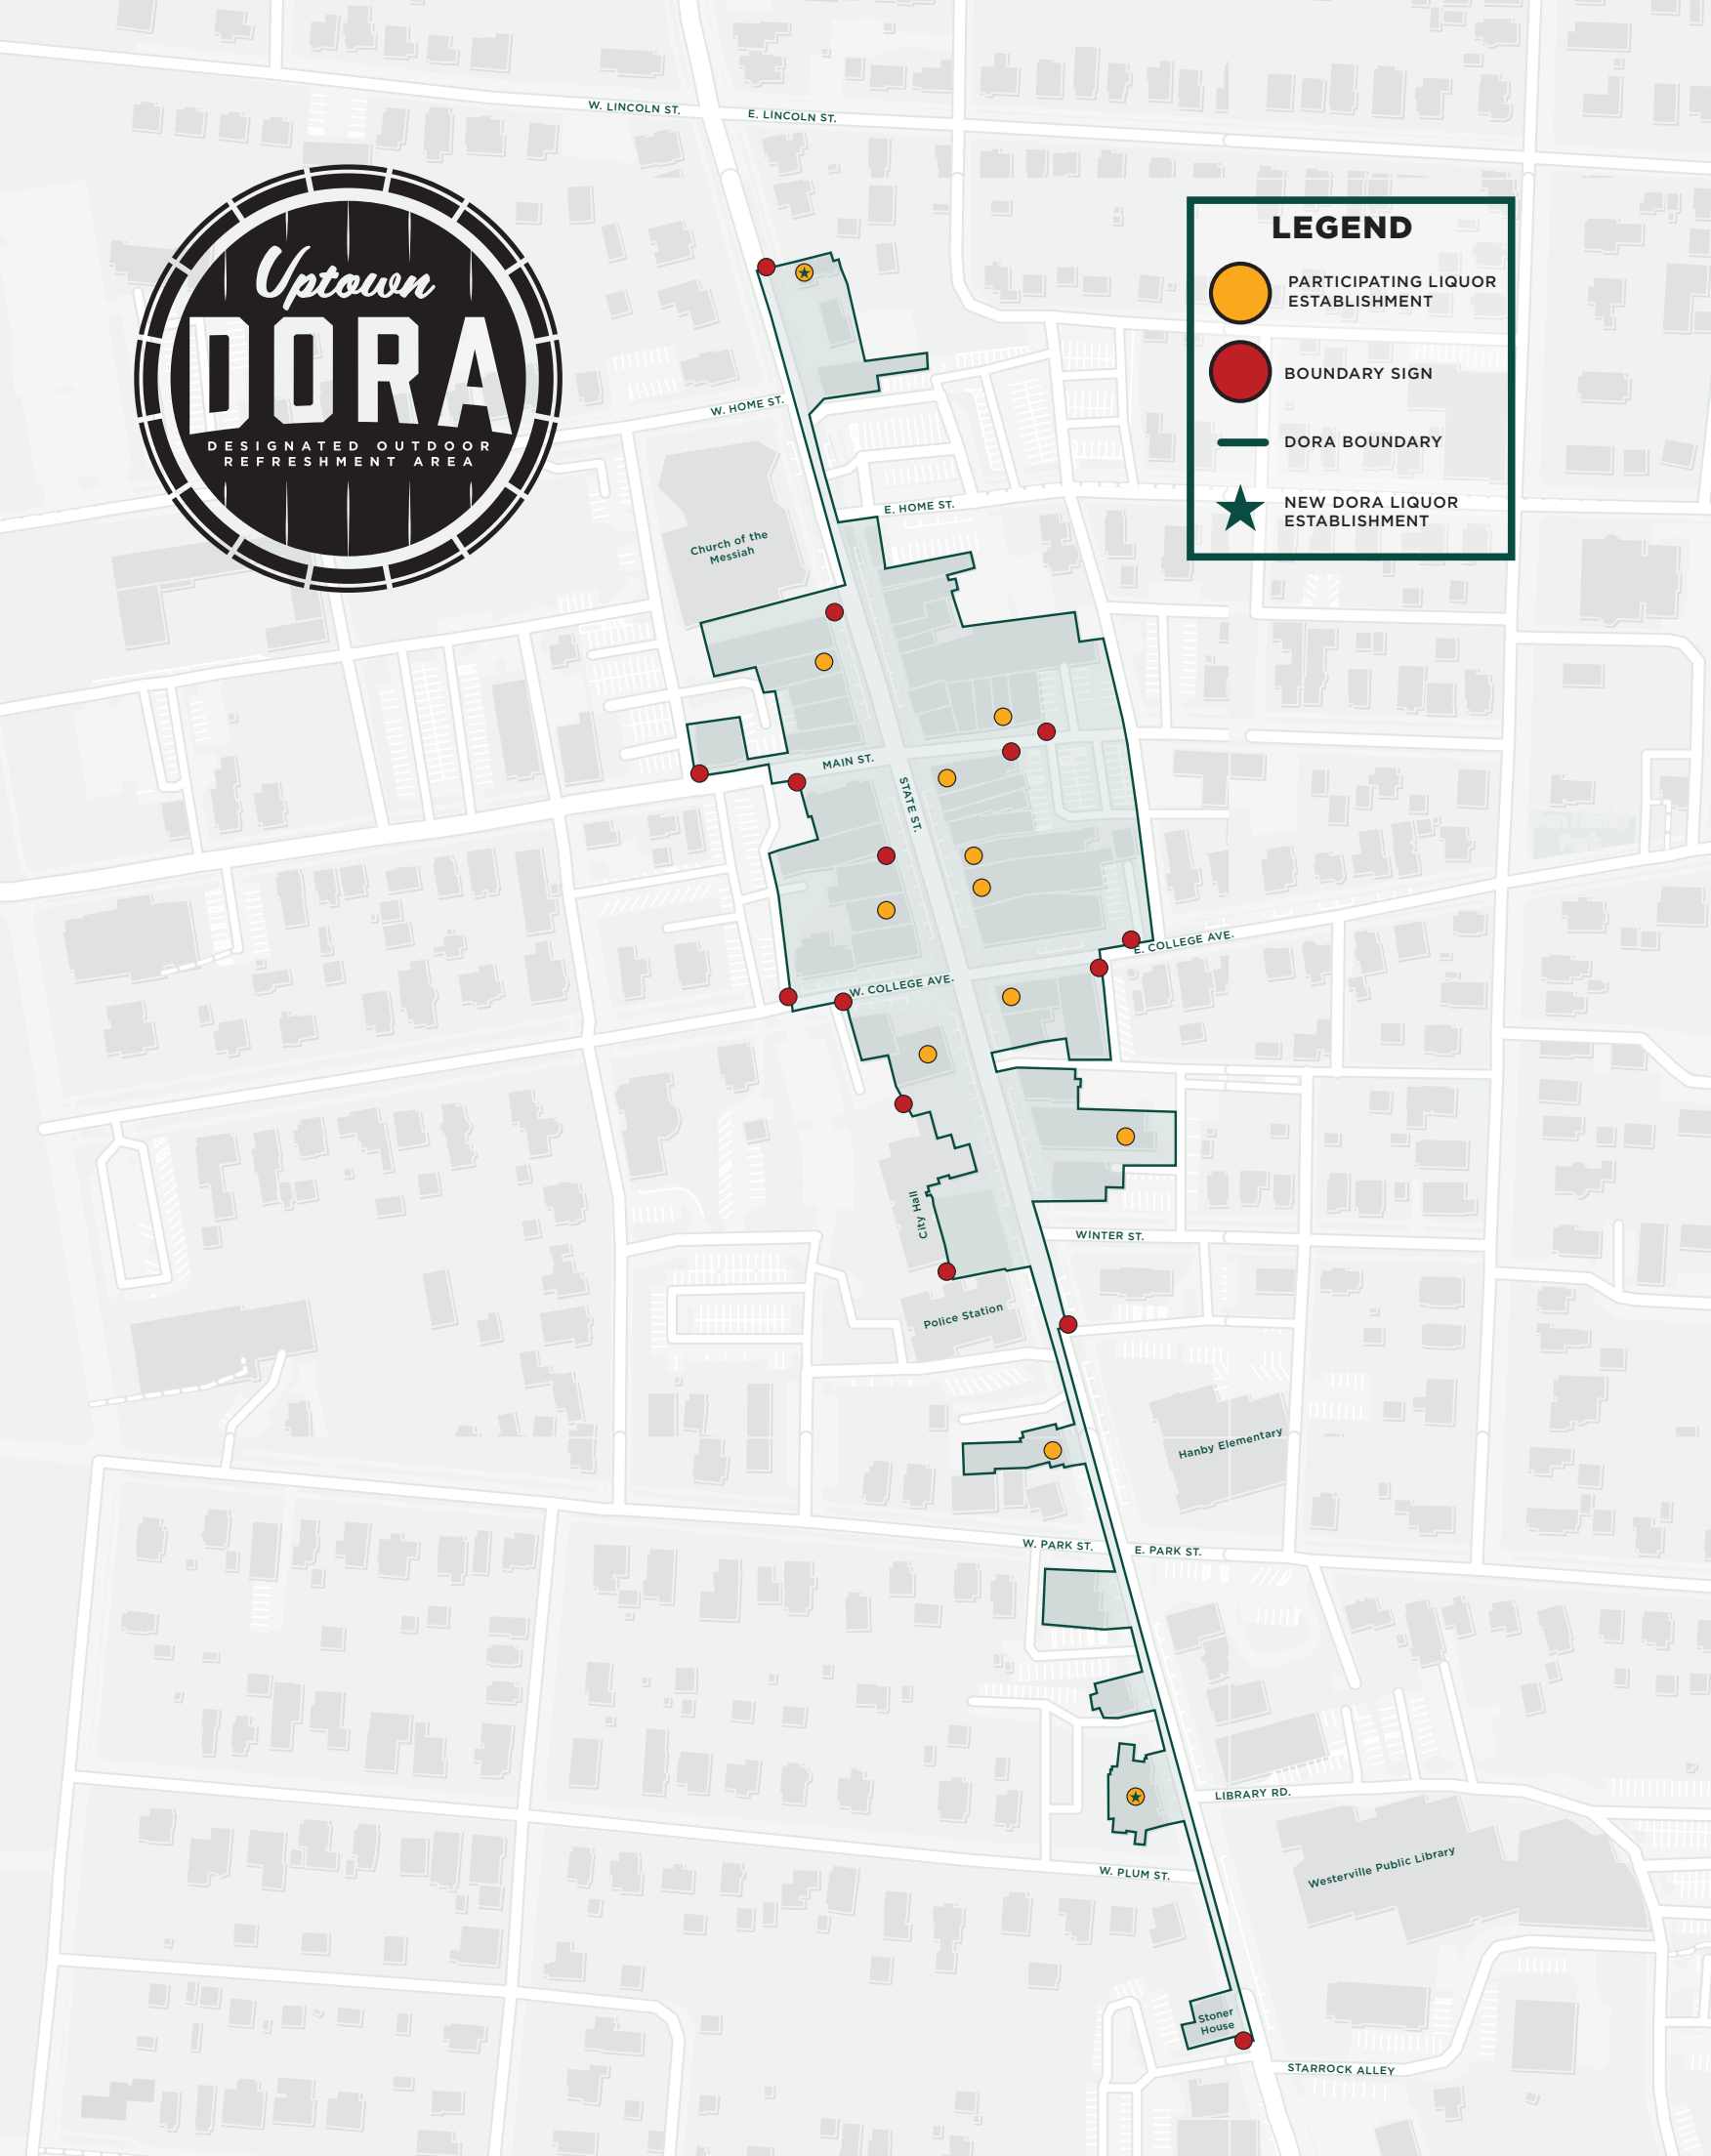 W. LINCOLN ST.
E. LINCOLN ST.
Uptown
DORA
DESIGNATED OUTDOOR
REFRESHMENT AREA
LEGEND
PARTICIPATING LIQUOR
ESTABLISHMENT
BOUNDARY SIGN
DORA BOUNDARY
NEW DORA LIQUOR
ESTABLISHMENT
W. HOME ST.
E. HOME ST.
Church of the
Messiah
MAIN ST.
STATE ST.
E. COLLEGE AVE.
W. COLLEGE AVE.
City Hall
WINTER ST.
Police Station
Hanby Elementary
W. PARK ST.
E. PARK ST.
LIBRARY RD.
Westerville Public Library
W. PLUM ST.
Stoner
House
STARROCK ALLEY